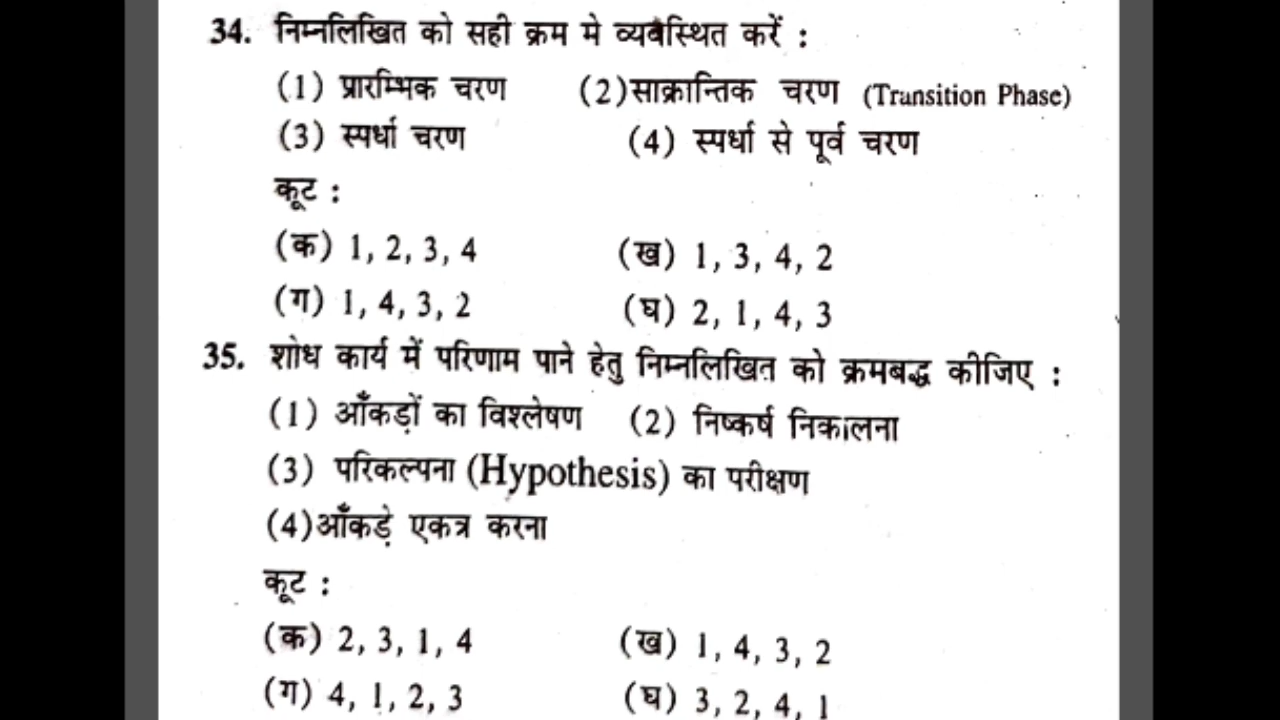 34. निम्नलिखित को सही क्रम मे व्यवस्थित करें :
(1) प्रारम्भिक चरण (2)साक्रान्तिक चरण (Transition Phase)
(3) स्पर्धा चरण (4) स्पर्धा से पूर्व चरण
कूट :
(क) 1, 2, 3, 4 (ख) 1, 3, 4, 2
(ग) 1, 4, 3, 2 (घ) 2, 1, 4, 3
35. शोध कार्य में परिणाम पाने हेतु निम्नलिखित को क्रमबद्ध कीजिए :
(1) आँकड़ों का विश्लेषण (2) निष्कर्ष निकालना
(3) परिकल्पना (Hypothesis) का परीक्षण
(4)आँकड़े एकत्र करना
कूट :
(क) 2, 3, 1, 4 (ख) 1, 4, 3, 2
(ग) 4, 1, 2, 3 (घ) 3, 2, 4, 1